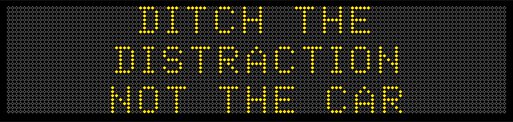 DITCH THE
DISTRACTION
NOT THE CAR